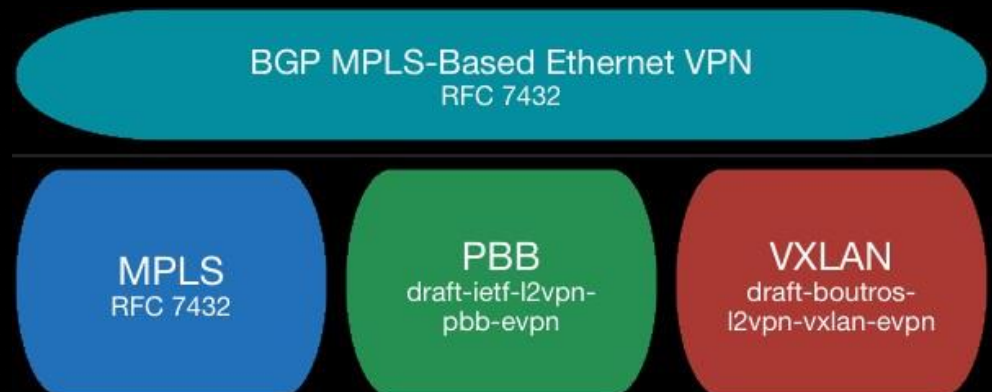 BGP MPLS-Based Ethernet VPN
RFC 7432
MPLS
RFC 7432
PBB
draft-ietf-l2vpn-
pbb-evpn
VXLAN
draft-boutros-
l2vpn-vxlan-evpn